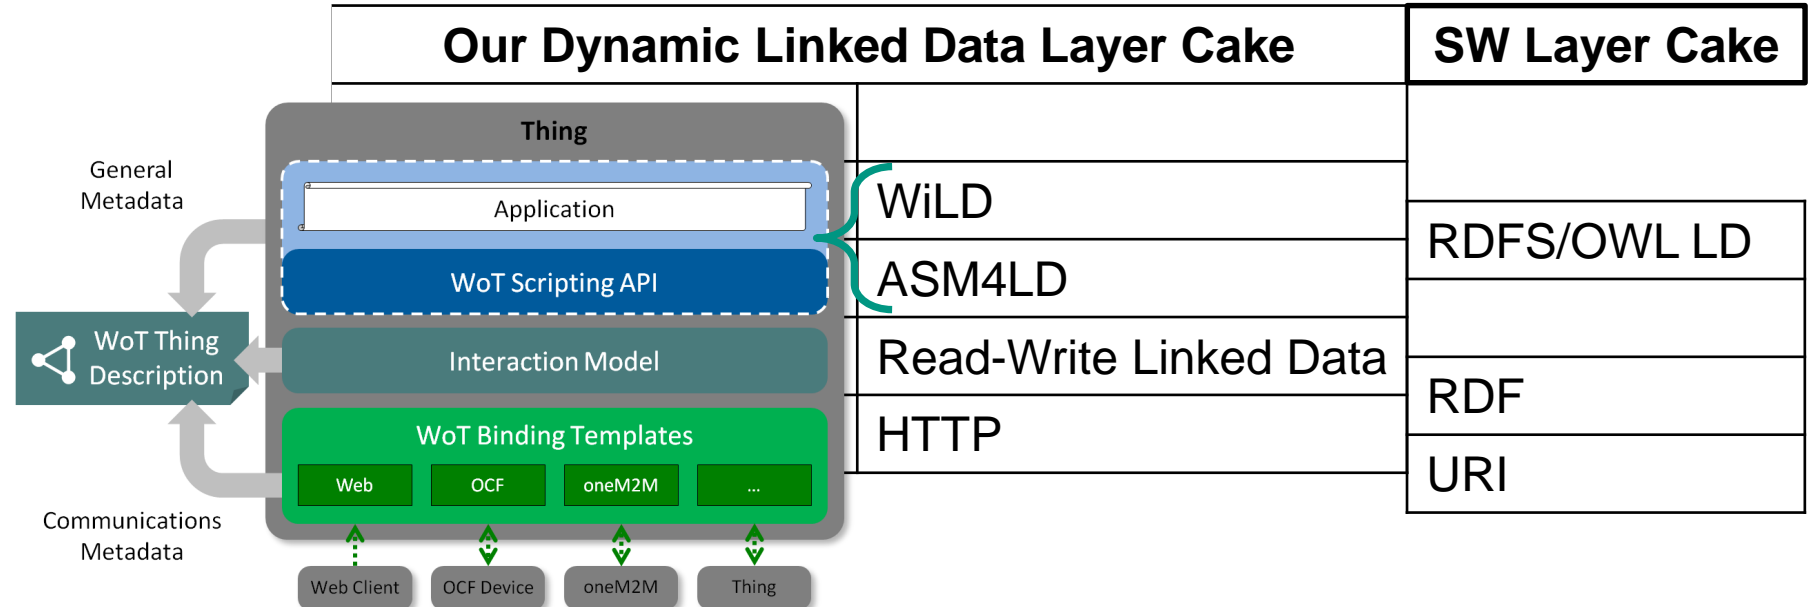 Our Dynamic Linked Data Layer Cake
SW Layer Cake
Thing
General
Metadata
Application
WoT Scripting API
WoT Thing
Description
Interaction Model
WoT Binding Templates
Web
OCF
oneM2M
...
Communications
Metadata
Web Client
OCF Device
oneM2M
Thing
WiLD
ASM4LD
Read-Write Linked Data
HTTP
RDFS/OWL LD
RDF
URI